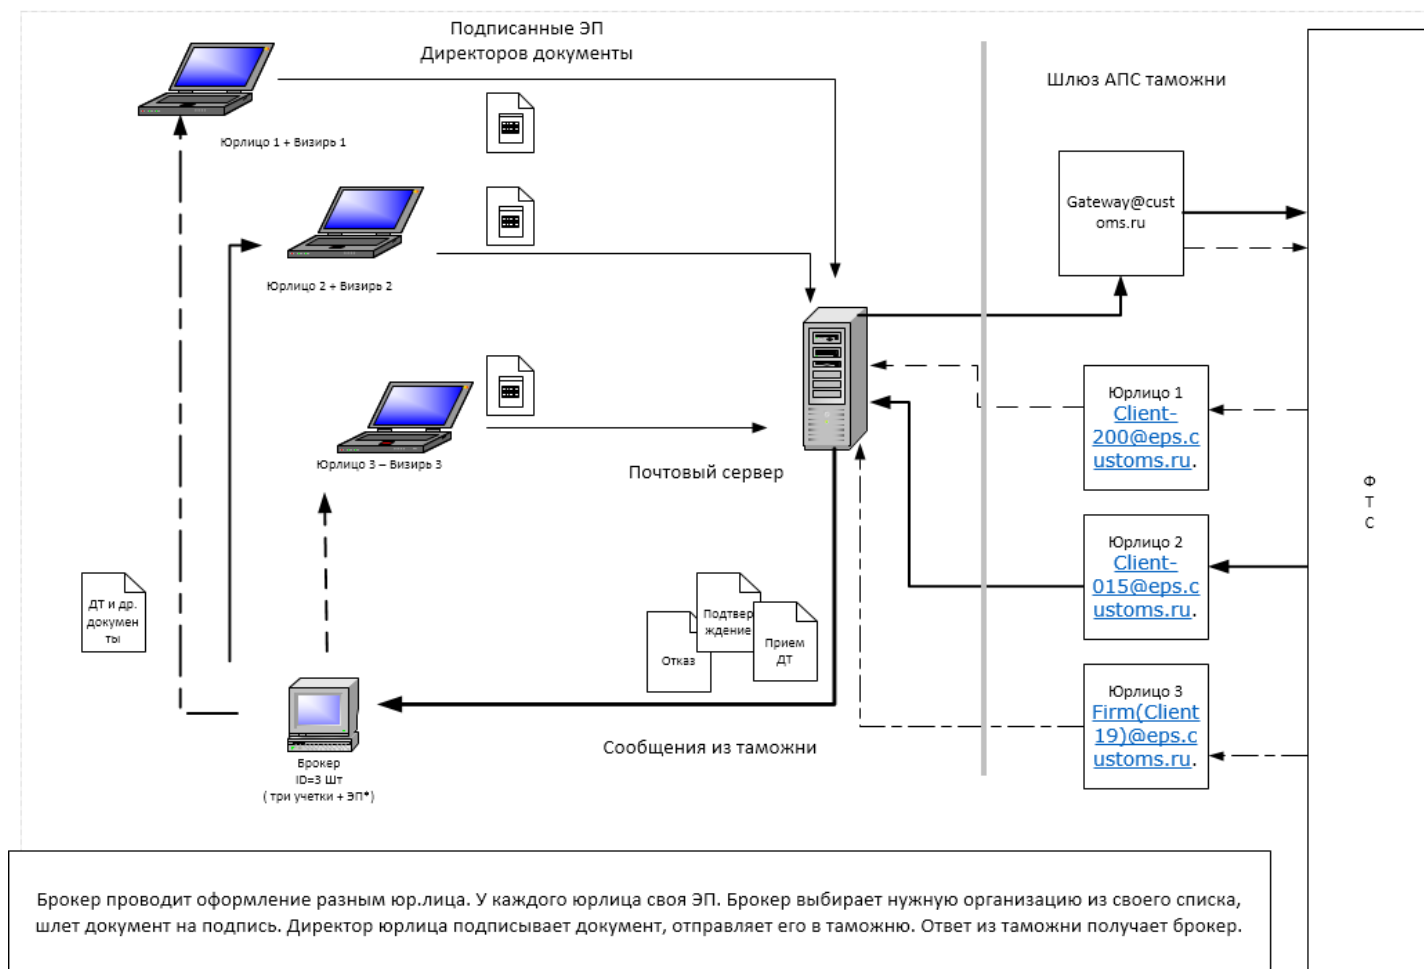 Подписанные ЭП
Директоров документы
Шлюз АПС таможни
Юрлицо 1 + Визирь 1
Gateway@cust
oms.ru
Юрлицо 2 + Визирь 2
Юрлицо 1
Client-
200@eps.c
ustoms.ru.
Юрлицо 3 – Визирь 3
Почтовый сервер
Ф
Т
С
Юрлицо 2
Client-
015@eps.c
ustoms.ru.
ДТ и др.
докумен
ты
Отказ
Подтвер
ждение
Прием
ДТ
Юрлицо 3
Firm(Client
19)@eps.c
ustoms.ru.
Сообщения из таможни
Брокер
ID=3 Шт
( три учетки + ЭП*)
Брокер проводит оформление разным юр.лица. У каждого юрлица своя ЭП. Брокер выбирает нужную организацию из своего списка,
шлет документ на подпись. Директор юрлица подписывает документ, отправляет его в таможню. Ответ из таможни получает брокер.